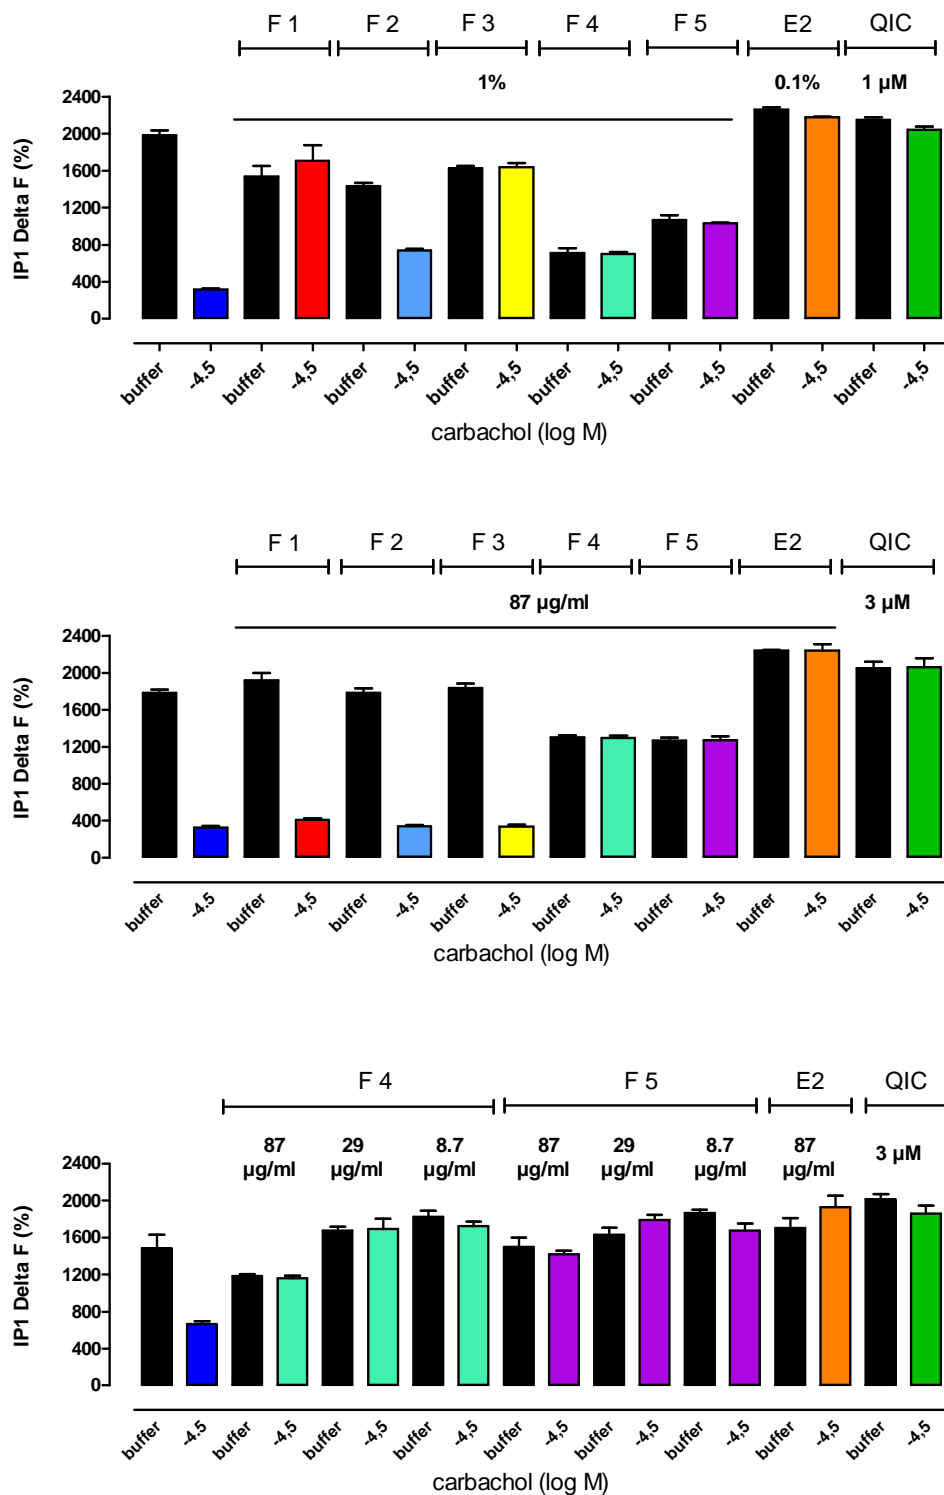 F 1 F 2 F 3 F 4 F 5 E2 QIC
1% 0.1% 1 µM
IP1 Delta F (%)
2400
2000
1600
1200
800
400
0
buffer -4,5 buffer -4,5 buffer -4,5 buffer -4,5 buffer -4,5 buffer -4,5 buffer -4,5 buffer -4,5
carbachol (log M)
F 1 F 2 F 3 F 4 F 5 E2 QIC
87 µg/ml 3 µM
IP1 Delta F (%)
2400
2000
1600
1200
800
400
0
buffer -4,5 buffer -4,5 buffer -4,5 buffer -4,5 buffer -4,5 buffer -4,5 buffer -4,5 buffer -4,5
carbachol (log M)
F 4 F 5 E2 QIC
87 29 8.7 87 29 8.7 87 3 µM
µg/ml µg/ml µg/ml µg/ml µg/ml µg/ml µg/ml
IP1 Delta F (%)
2400
2000
1600
1200
800
400
0
buffer -4,5 buffer -4,5 buffer -4,5 buffer -4,5 buffer -4,5 buffer -4,5 buffer -4,5 buffer -4,5 buffer -4,5
carbachol (log M)